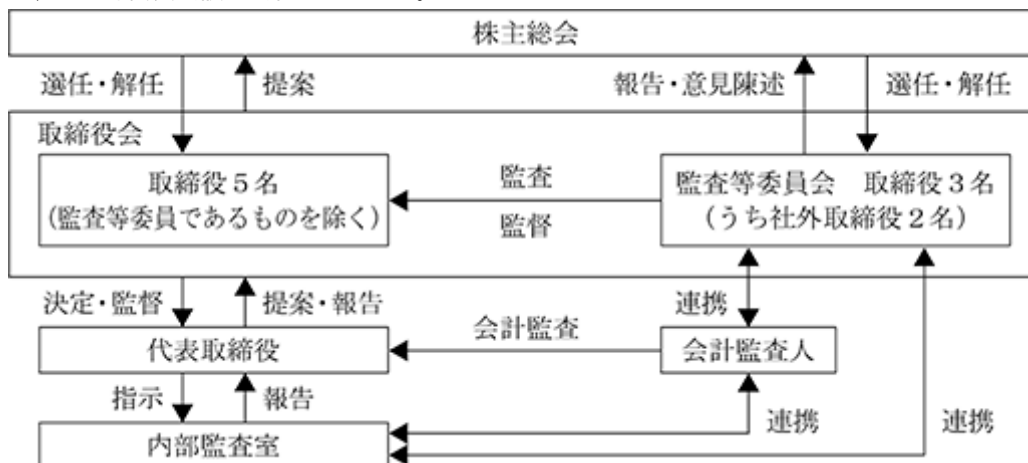 株主総会
選任・解任
提案
報告・意見陳述
選任・解任
取締役会
取締役5名
(監査等委員であるものを除く)
監査
監督
監査等委員会 取締役3名
(うち社外取締役2名)
決定・監督
提案・報告
会計監査
連携
代表取締役
会計監査人
指示
報告
連携
連携
内部監査室